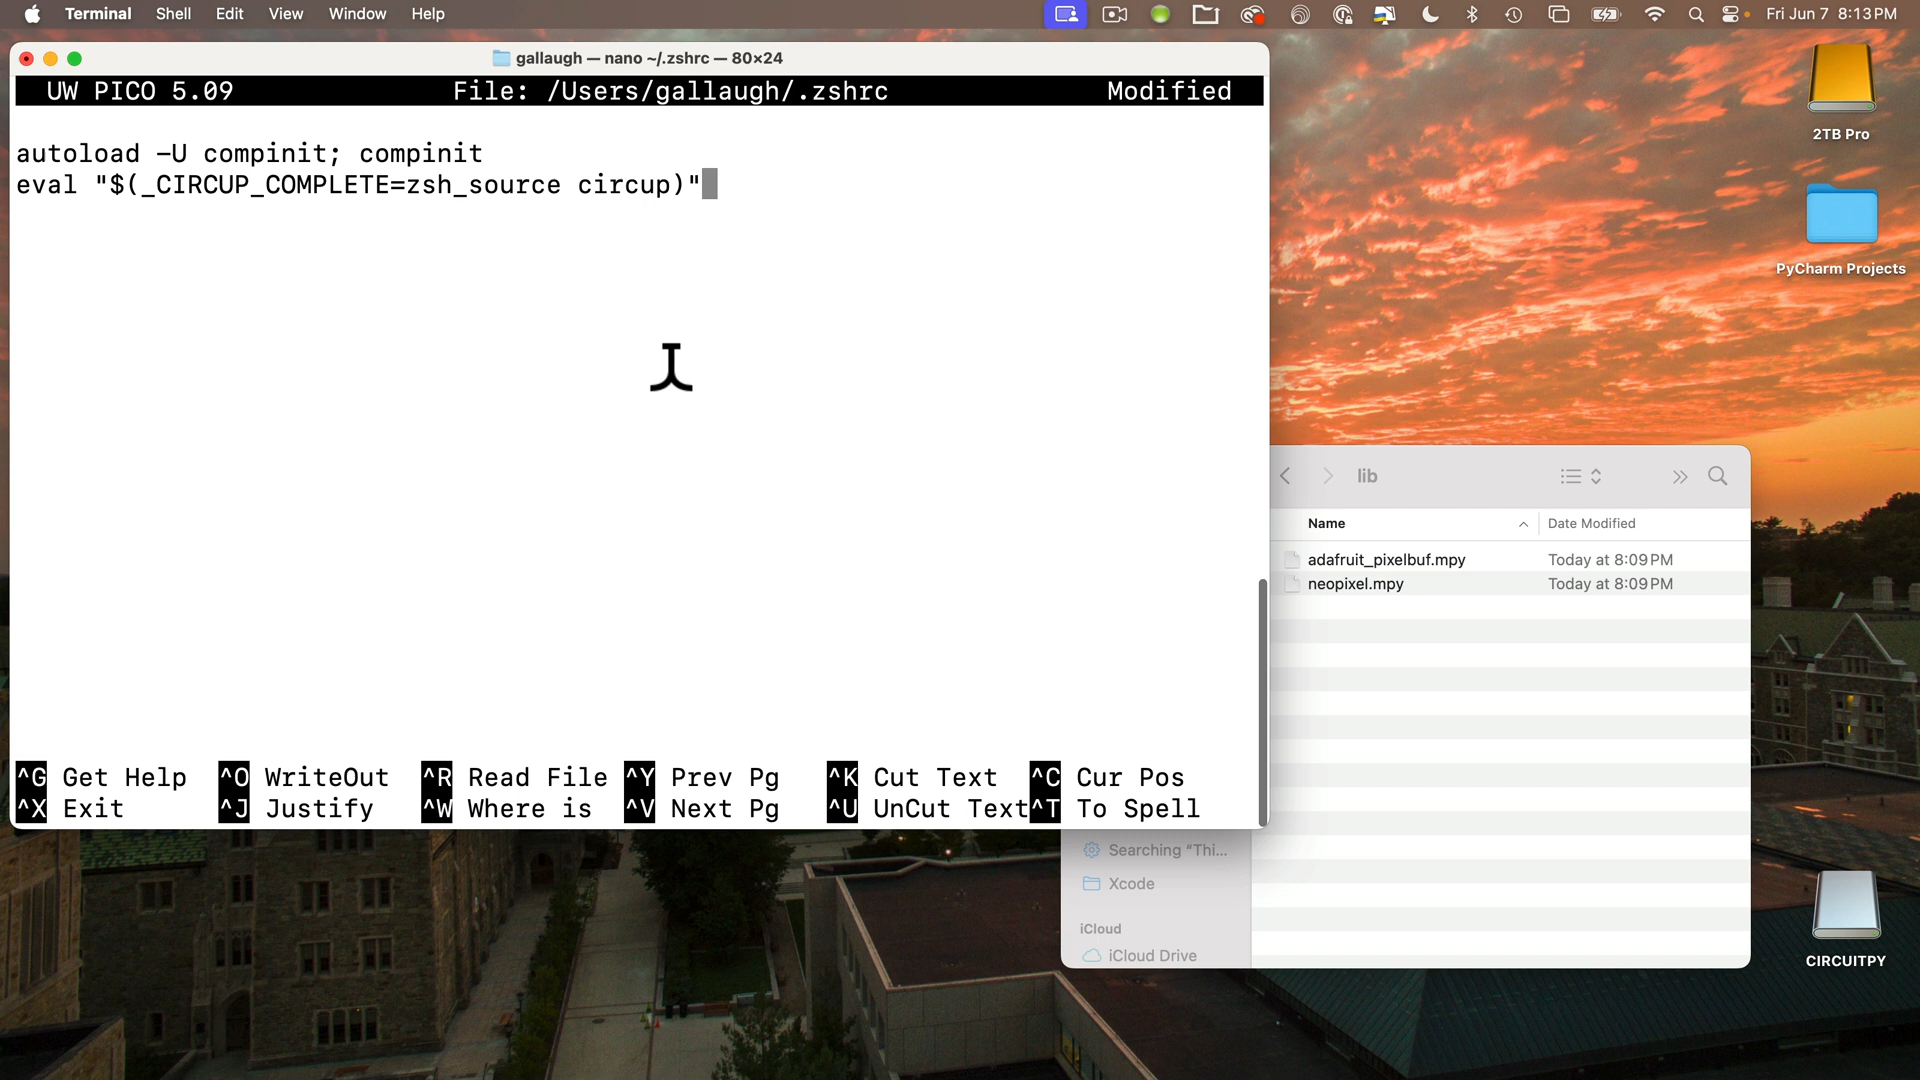 Terminal Shell Edit View Window Help Fri Jun 7 8:13 PM
gallaugh — nano ~/.zshrc — 80×24
UW PICO 5.09 File: /Users/gallaugh/.zshrc Modified
autoload -U compinit; compinit
eval "$(_CIRCUP_COMPLETE=zsh_source circup)"
^G Get Help ^O WriteOut ^R Read File ^Y Prev Pg ^K Cut Text ^C Cur Pos
^X Exit ^J Justify ^W Where is ^V Next Pg ^U UnCut Text^T To Spell
2TB Pro
PyCharm Projects
lib
Name Date Modified
adafruit_pixelbuf.mpy Today at 8:09 PM
neopixel.mpy Today at 8:09 PM
Searching “Thi...
Xcode
iCloud
iCloud Drive
CIRCUITPY